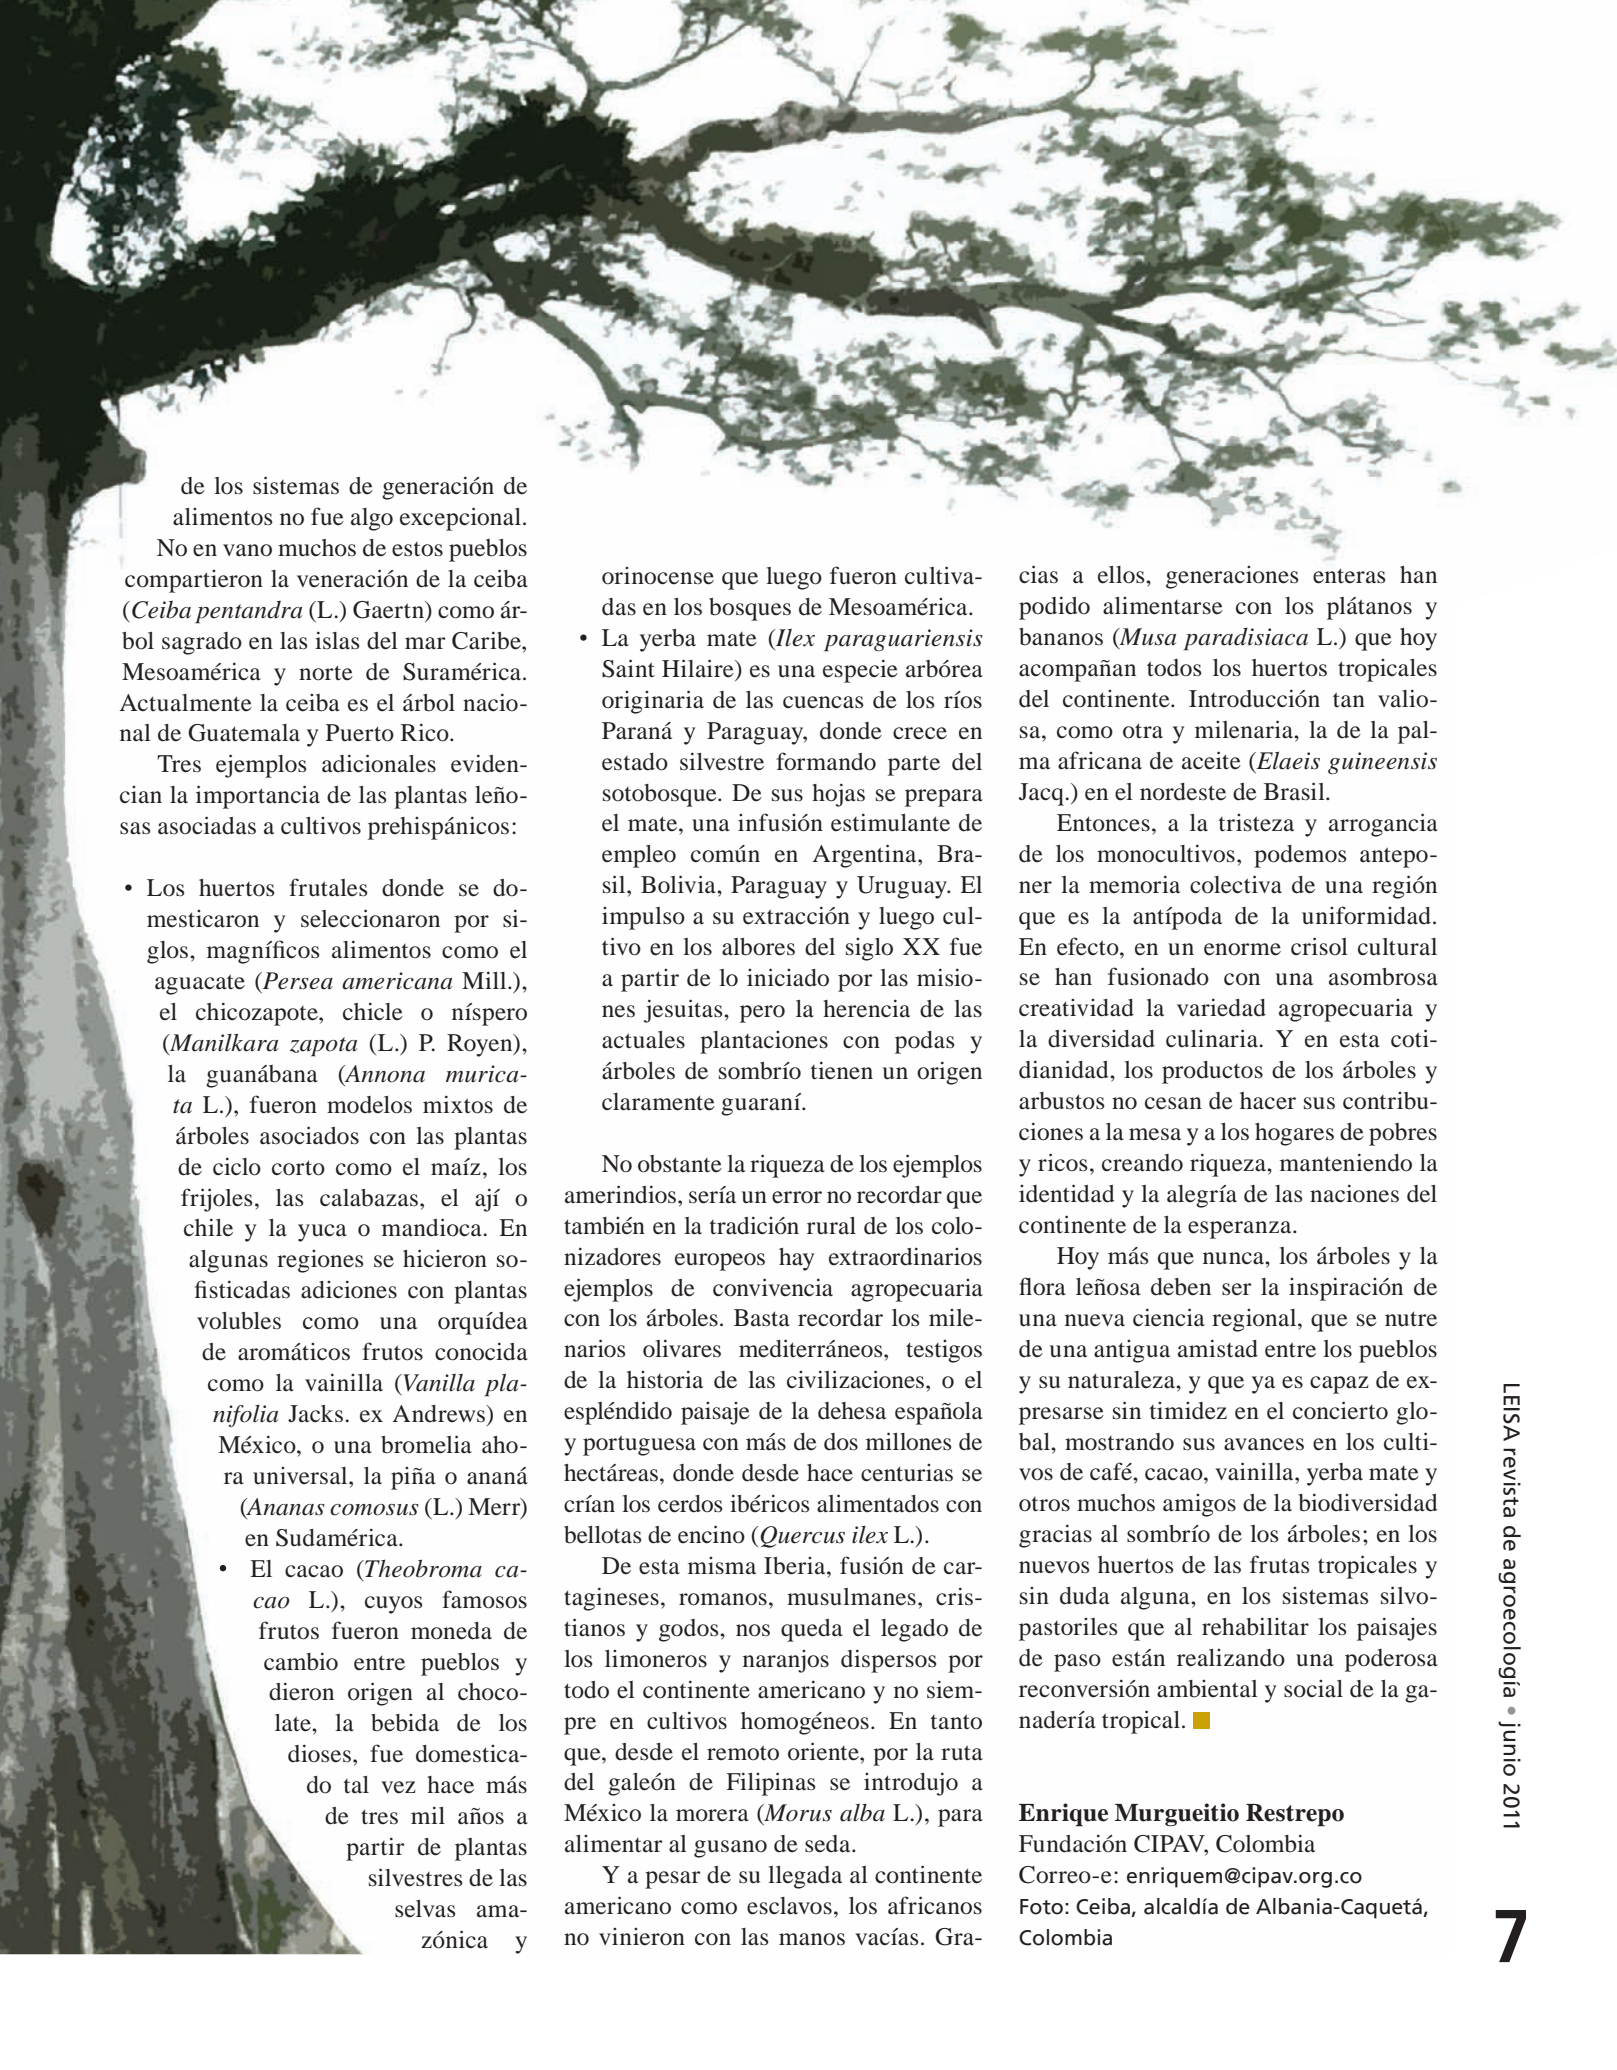 de los sistemas de generación de
alimentos no fue algo excepcional.
No en vano muchos de estos pueblos
compartieron la veneración de la ceiba
(Ceiba pentandra (L.) Gaertn) como ár-
bol sagrado en las islas del mar Caribe,
Mesoamérica y norte de Suramérica.
Actualmente la ceiba es el árbol nacio-
nal de Guatemala y Puerto Rico.
Tres ejemplos adicionales eviden-
cian la importancia de las plantas leño-
sas asociadas a cultivos prehispánicos:
• Los huertos frutales donde se do-
mesticaron y seleccionaron por si-
glos, magníficos alimentos como el
aguacate (Persea americana Mill.),
el chicozapote, chicle o níspero
(Manilkara zapota (L.) P. Royen),
la guanábana (Annona murica-
ta L.), fueron modelos mixtos de
árboles asociados con las plantas
de ciclo corto como el maíz, los
frijoles, las calabazas, el ají o
chile y la yuca o mandioca. En
algunas regiones se hicieron so-
fisticadas adiciones con plantas
volubles como una orquídea
de aromáticos frutos conocida
como la vainilla (Vanilla pla-
nifolia Jacks. ex Andrews) en
México, o una bromelia aho-
ra universal, la piña o ananá
(Ananas comosus (L.) Merr)
en Sudamérica.
• El cacao (Theobroma ca-
cao L.), cuyos famosos
frutos fueron moneda de
cambio entre pueblos y
dieron origen al choco-
late, la bebida de los
dioses, fue domestica-
do tal vez hace más
de tres mil años a
partir de plantas
silvestres de las
selvas ama-
zónica y
orinocense que luego fueron cultiva-
das en los bosques de Mesoamérica.
• La yerba mate (Ilex paraguariensis
Saint Hilaire) es una especie arbórea
originaria de las cuencas de los ríos
Paraná y Paraguay, donde crece en
estado silvestre formando parte del
sotobosque. De sus hojas se prepara
el mate, una infusión estimulante de
empleo común en Argentina, Bra-
sil, Bolivia, Paraguay y Uruguay. El
impulso a su extracción y luego cul-
tivo en los albores del siglo XX fue
a partir de lo iniciado por las misio-
nes jesuitas, pero la herencia de las
actuales plantaciones con podas y
árboles de sombrío tienen un origen
claramente guaraní.
No obstante la riqueza de los ejemplos
amerindios, sería un error no recordar que
también en la tradición rural de los colo-
nizadores europeos hay extraordinarios
ejemplos de convivencia agropecuaria
con los árboles. Basta recordar los mile-
narios olivares mediterráneos, testigos
de la historia de las civilizaciones, o el
espléndido paisaje de la dehesa española
y portuguesa con más de dos millones de
hectáreas, donde desde hace centurias se
crían los cerdos ibéricos alimentados con
bellotas de encino (Quercus ilex L.).
De esta misma Iberia, fusión de car-
tagineses, romanos, musulmanes, cris-
tianos y godos, nos queda el legado de
los limoneros y naranjos dispersos por
todo el continente americano y no siem-
pre en cultivos homogéneos. En tanto
que, desde el remoto oriente, por la ruta
del galeón de Filipinas se introdujo a
México la morera (Morus alba L.), para
alimentar al gusano de seda.
Y a pesar de su llegada al continente
americano como esclavos, los africanos
no vinieron con las manos vacías. Gra-
cias a ellos, generaciones enteras han
podido alimentarse con los plátanos y
bananos (Musa paradisiaca L.) que hoy
acompañan todos los huertos tropicales
del continente. Introducción tan valio-
sa, como otra y milenaria, la de la pal-
ma africana de aceite (Elaeis guineensis
Jacq.) en el nordeste de Brasil.
Entonces, a la tristeza y arrogancia
de los monocultivos, podemos antepo-
ner la memoria colectiva de una región
que es la antípoda de la uniformidad.
En efecto, en un enorme crisol cultural
se han fusionado con una asombrosa
creatividad la variedad agropecuaria y
la diversidad culinaria. Y en esta coti-
dianidad, los productos de los árboles y
arbustos no cesan de hacer sus contribu-
ciones a la mesa y a los hogares de pobres
y ricos, creando riqueza, manteniendo la
identidad y la alegría de las naciones del
continente de la esperanza.
Hoy más que nunca, los árboles y la
flora leñosa deben ser la inspiración de
una nueva ciencia regional, que se nutre
de una antigua amistad entre los pueblos
y su naturaleza, y que ya es capaz de ex-
presarse sin timidez en el concierto glo-
bal, mostrando sus avances en los culti-
vos de café, cacao, vainilla, yerba mate y
otros muchos amigos de la biodiversidad
gracias al sombrío de los árboles; en los
nuevos huertos de las frutas tropicales y
sin duda alguna, en los sistemas silvo-
pastoriles que al rehabilitar los paisajes
de paso están realizando una poderosa
reconversión ambiental y social de la ga-
nadería tropical.
Enrique Murgueitio Restrepo
Fundación CIPAV, Colombia
Correo-e: enriquem@cipav.org.co
Foto: Ceiba, alcaldía de Albania-Caquetá,
Colombia
LEISA revista de agroecología • junio 2011
7